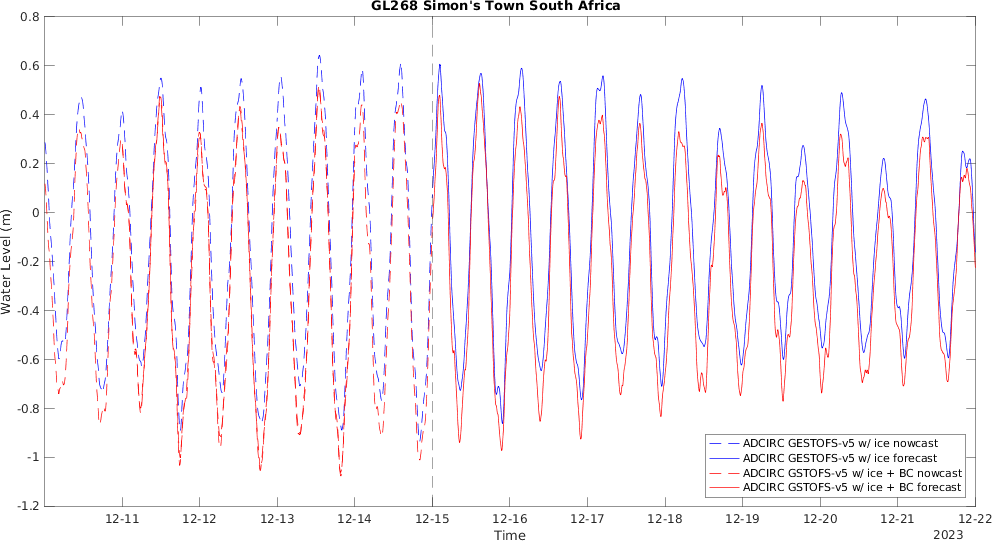 GL268 Simon's Town South Africa
Water Level (m)
0.8
0.6
0.4
0.2
0
-0.2
-0.4
-0.6
-0.8
-1
-1.2
ADCIRC GESTOFS-v5 w/ ice nowcast
ADCIRC GESTOFS-v5 w/ ice forecast
ADCIRC GSTOFS-v5 w/ ice + BC nowcast
ADCIRC GSTOFS-v5 w/ ice + BC forecast
12-11 12-12 12-13 12-14 12-15 12-16 12-17 12-18 12-19 12-20 12-21 12-22
Time
2023